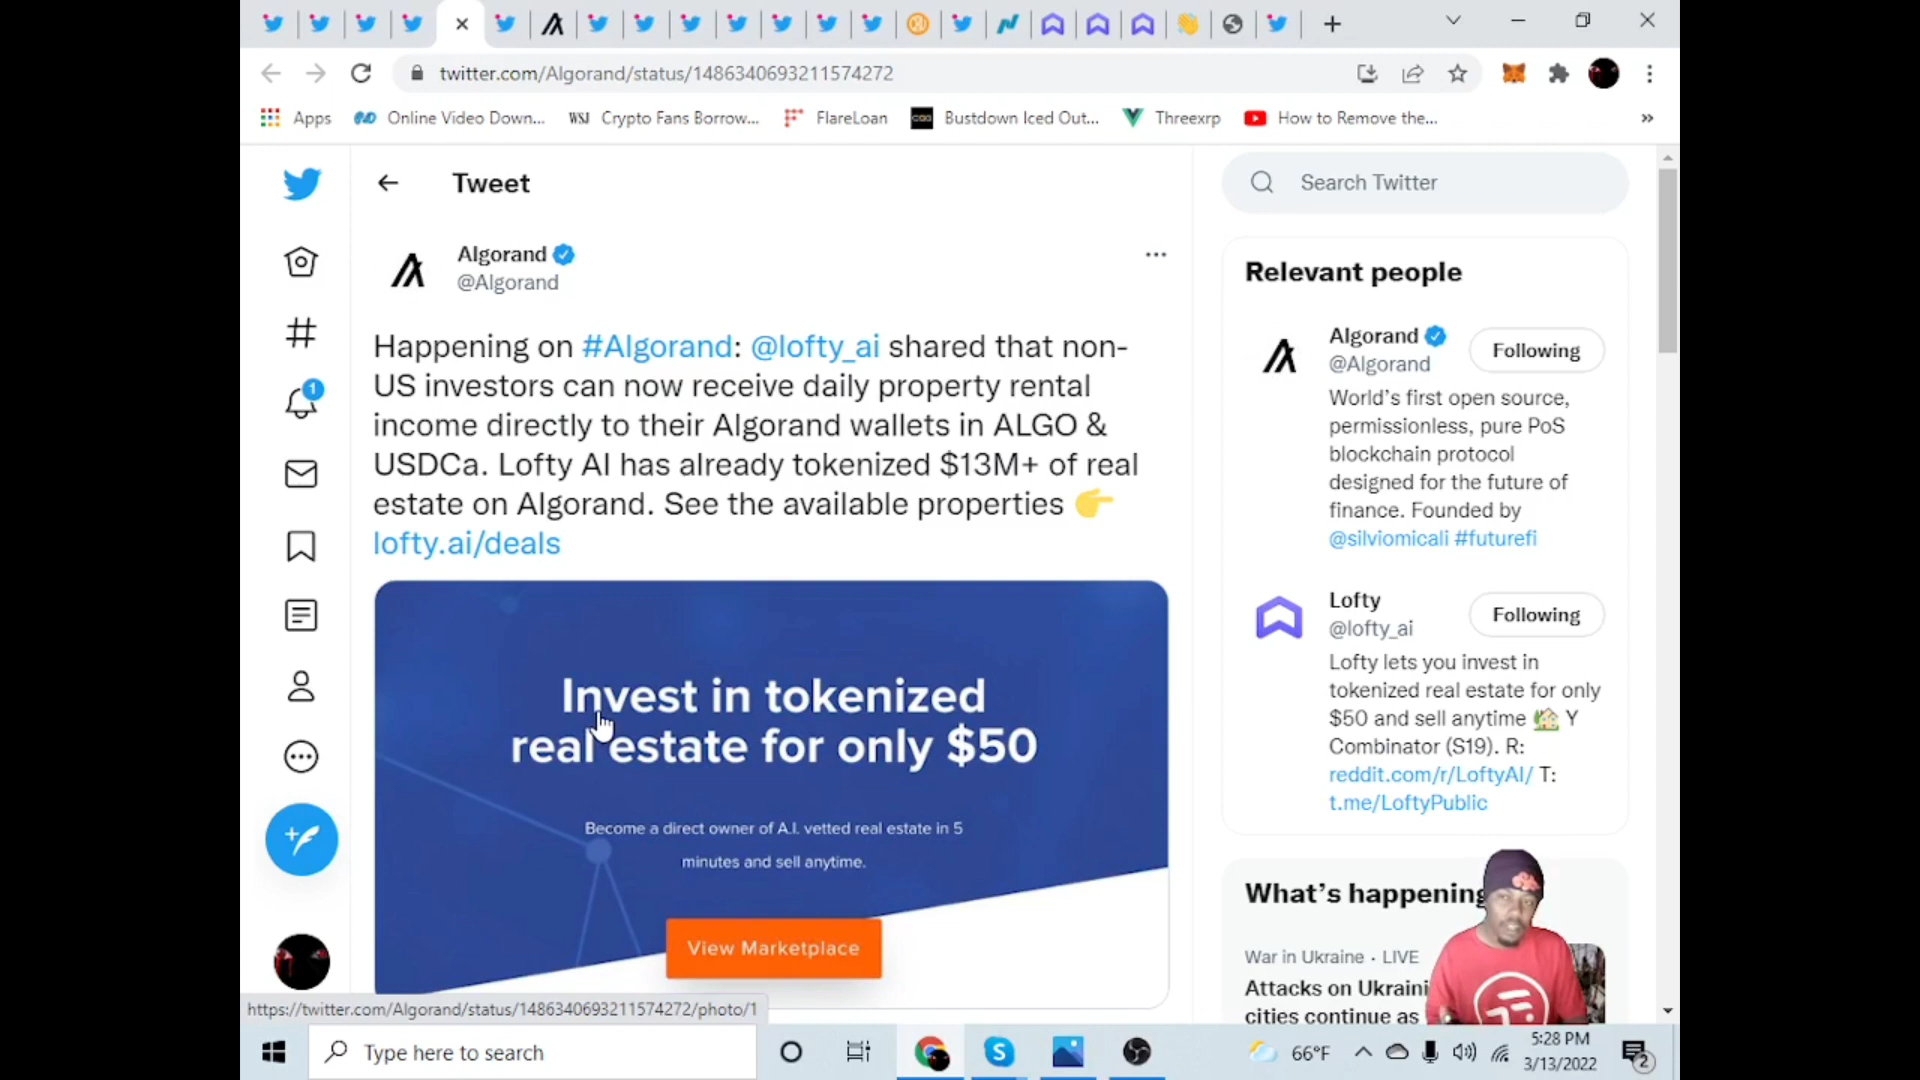 twitter.com/Algorand/status/1486340693211574272
Apps
Online Video Down...
WSJ Crypto Fans Borrow...
FlareLoan
Bustdown Iced Out...
Threexrp
How to Remove the...
»
Tweet
Search Twitter
Algorand
@Algorand
Happening on #Algorand: @lofty_ai shared that non-
US investors can now receive daily property rental
income directly to their Algorand wallets in ALGO &
USDCa. Lofty AI has already tokenized $13M+ of real
estate on Algorand. See the available properties 👉
lofty.ai/deals
Invest in tokenized
real estate for only $50
Become a direct owner of A.I. vetted real estate in 5
minutes and sell anytime.
View Marketplace
1
Relevant people
Algorand
@Algorand
Following
World's first open source,
permissionless, pure PoS
blockchain protocol
designed for the future of
finance. Founded by
@silviomicali #futurefi
Lofty
@lofty_ai
Following
Lofty lets you invest in
tokenized real estate for only
$50 and sell anytime 🏡 Y
Combinator (S19). R:
reddit.com/r/LoftyAI/ T:
t.me/LoftyPublic
What's happening
War in Ukraine · LIVE
Attacks on Ukraini
cities continue as
https://twitter.com/Algorand/status/1486340693211574272/photo/1
Type here to search
66°F
5:28 PM
3/13/2022
2